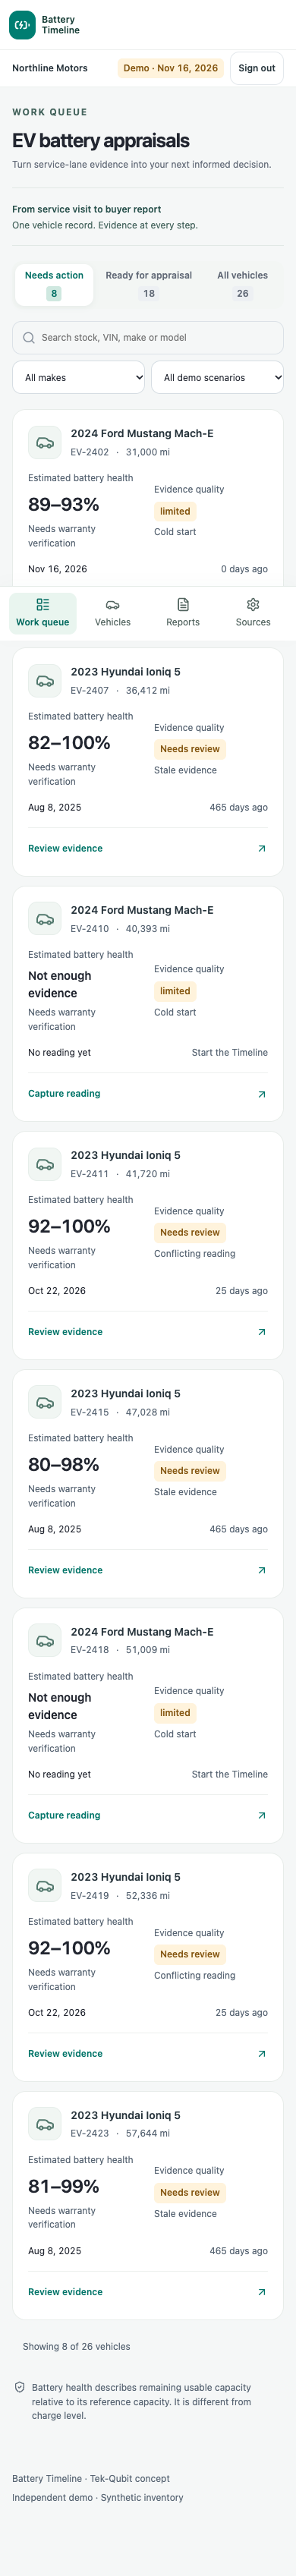 Battery
Timeline
Northline Motors
Demo · Nov 16, 2026
Sign out
WORK QUEUE
EV battery appraisals
Turn service-lane evidence into your next informed decision.
From service visit to buyer report
One vehicle record. Evidence at every step.
Needs action
8
Ready for appraisal
18
All vehicles
26
Search stock, VIN, make or model
All makes
All demo scenarios
2024 Ford Mustang Mach-E
EV-2402 · 31,000 mi
Estimated battery health
89–93%
Needs warranty
verification
Evidence quality
limited
Cold start
Nov 16, 2026
0 days ago
Work queue
Vehicles
Reports
Sources
2023 Hyundai Ioniq 5
EV-2407 · 36,412 mi
Estimated battery health
82–100%
Needs warranty
verification
Evidence quality
Needs review
Stale evidence
Aug 8, 2025
465 days ago
Review evidence
2024 Ford Mustang Mach-E
EV-2410 · 40,393 mi
Estimated battery health
Not enough
evidence
Needs warranty
verification
Evidence quality
limited
Cold start
No reading yet
Start the Timeline
Capture reading
2023 Hyundai Ioniq 5
EV-2411 · 41,720 mi
Estimated battery health
92–100%
Needs warranty
verification
Evidence quality
Needs review
Conflicting reading
Oct 22, 2026
25 days ago
Review evidence
2023 Hyundai Ioniq 5
EV-2415 · 47,028 mi
Estimated battery health
80–98%
Needs warranty
verification
Evidence quality
Needs review
Stale evidence
Aug 8, 2025
465 days ago
Review evidence
2024 Ford Mustang Mach-E
EV-2418 · 51,009 mi
Estimated battery health
Not enough
evidence
Needs warranty
verification
Evidence quality
limited
Cold start
No reading yet
Start the Timeline
Capture reading
2023 Hyundai Ioniq 5
EV-2419 · 52,336 mi
Estimated battery health
92–100%
Needs warranty
verification
Evidence quality
Needs review
Conflicting reading
Oct 22, 2026
25 days ago
Review evidence
2023 Hyundai Ioniq 5
EV-2423 · 57,644 mi
Estimated battery health
81–99%
Needs warranty
verification
Evidence quality
Needs review
Stale evidence
Aug 8, 2025
465 days ago
Review evidence
Showing 8 of 26 vehicles
Battery health describes remaining usable capacity
relative to its reference capacity. It is different from
charge level.
Battery Timeline · Tek-Qubit concept
Independent demo · Synthetic inventory